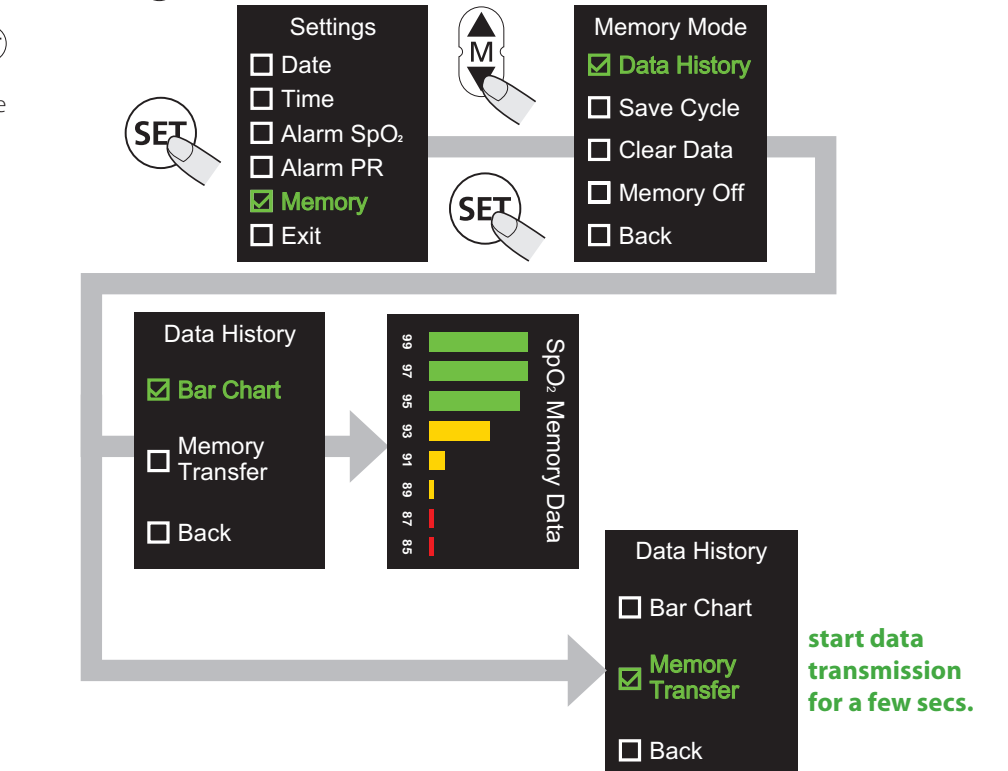 Settings
Date
Time
Alarm SpO₂
Alarm PR
Memory
Exit
SET
M
SET
Memory Mode
Data History
Save Cycle
Clear Data
Memory Off
Back
Data History
Bar Chart
Memory
Transfer
Back
SpO₂ Memory Data
99
97
95
93
91
89
87
85
Data History
Bar Chart
Memory
Transfer
Back
start data
transmission
for a few secs.